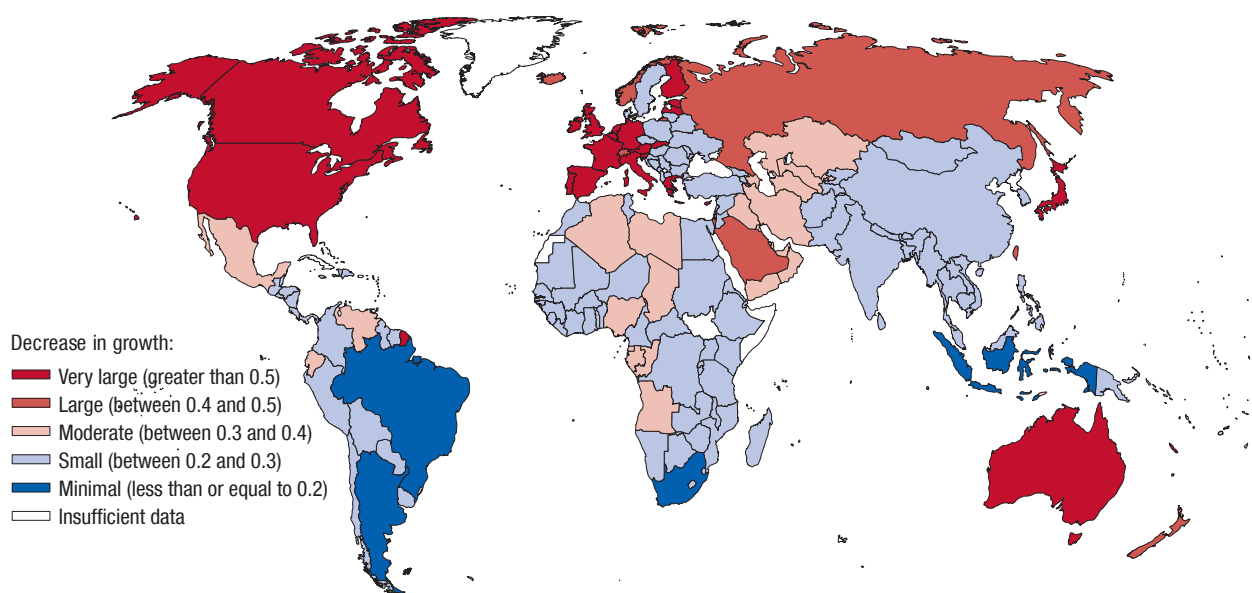 Decrease in growth:
Very large (greater than 0.5)
Large (between 0.4 and 0.5)
Moderate (between 0.3 and 0.4)
Small (between 0.2 and 0.3)
Minimal (less than or equal to 0.2)
Insufficient data